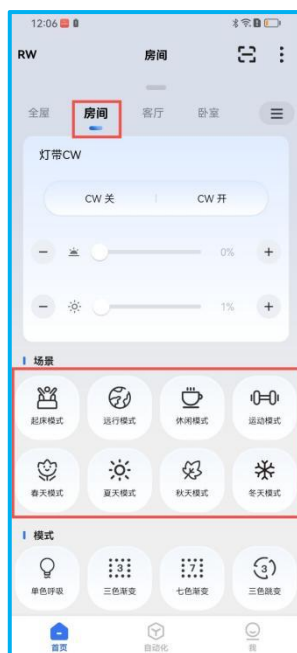 12:06
RW 房间
全屋 房间 客厅 卧室
灯带CW
CW 关 CW 开
0%
1%
场景
起床模式 远行模式 休闲模式 运动模式
春天模式 夏天模式 秋天模式 冬天模式
模式
3 7 3
单色呼吸 三色渐变 七色渐变 三色跳变
首页 自动化 我